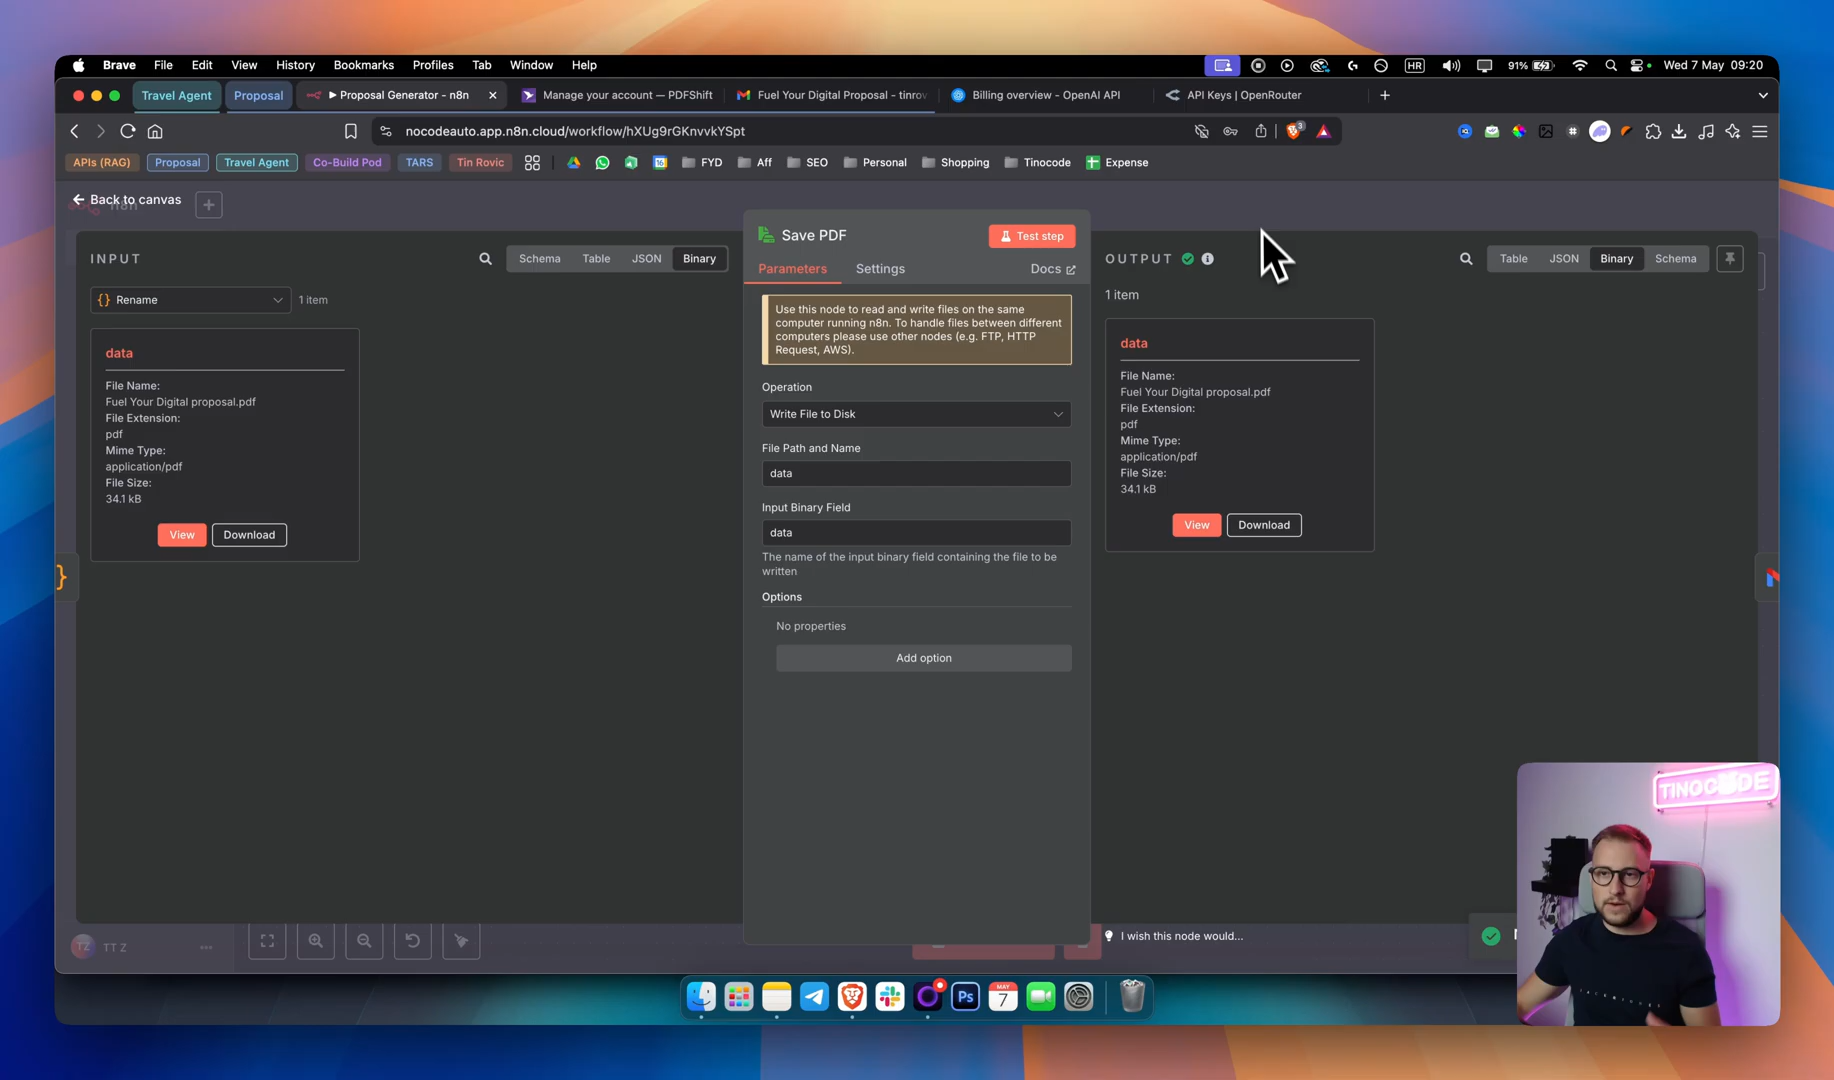 Brave File Edit View History Bookmarks Profiles Tab Window Help HR 91% Wed 7 May 09:20
Travel Agent Proposal ▶ Proposal Generator - n8n Manage your account — PDFShift Fuel Your Digital Proposal - tinrov Billing overview - OpenAI API API Keys | OpenRouter
nocodeauto.app.n8n.cloud/workflow/hXUg9rGKnvvkYSpt 3
APIs (RAG) Proposal Travel Agent Co-Build Pod TARS Tin Rovic 16 FYD Aff SEO Personal Shopping Tinocode Expense
Back to canvas
n8n
INPUT
Schema Table JSON Binary
{} Rename
1 item
data
File Name:
Fuel Your Digital proposal.pdf
File Extension:
pdf
Mime Type:
application/pdf
File Size:
34.1 kB
View Download
Save PDF
Test step
Parameters Settings Docs
Use this node to read and write files on the same
computer running n8n. To handle files between different
computers please use other nodes (e.g. FTP, HTTP
Request, AWS).
Operation
Write File to Disk
File Path and Name
data
Input Binary Field
data
The name of the input binary field containing the file to be
written
Options
No properties
Add option
OUTPUT
Table JSON Binary Schema
1 item
data
File Name:
Fuel Your Digital proposal.pdf
File Extension:
pdf
Mime Type:
application/pdf
File Size:
34.1 kB
View Download
TZ TT Z
I wish this node would...
TINOCODE
Ps
MAY
7